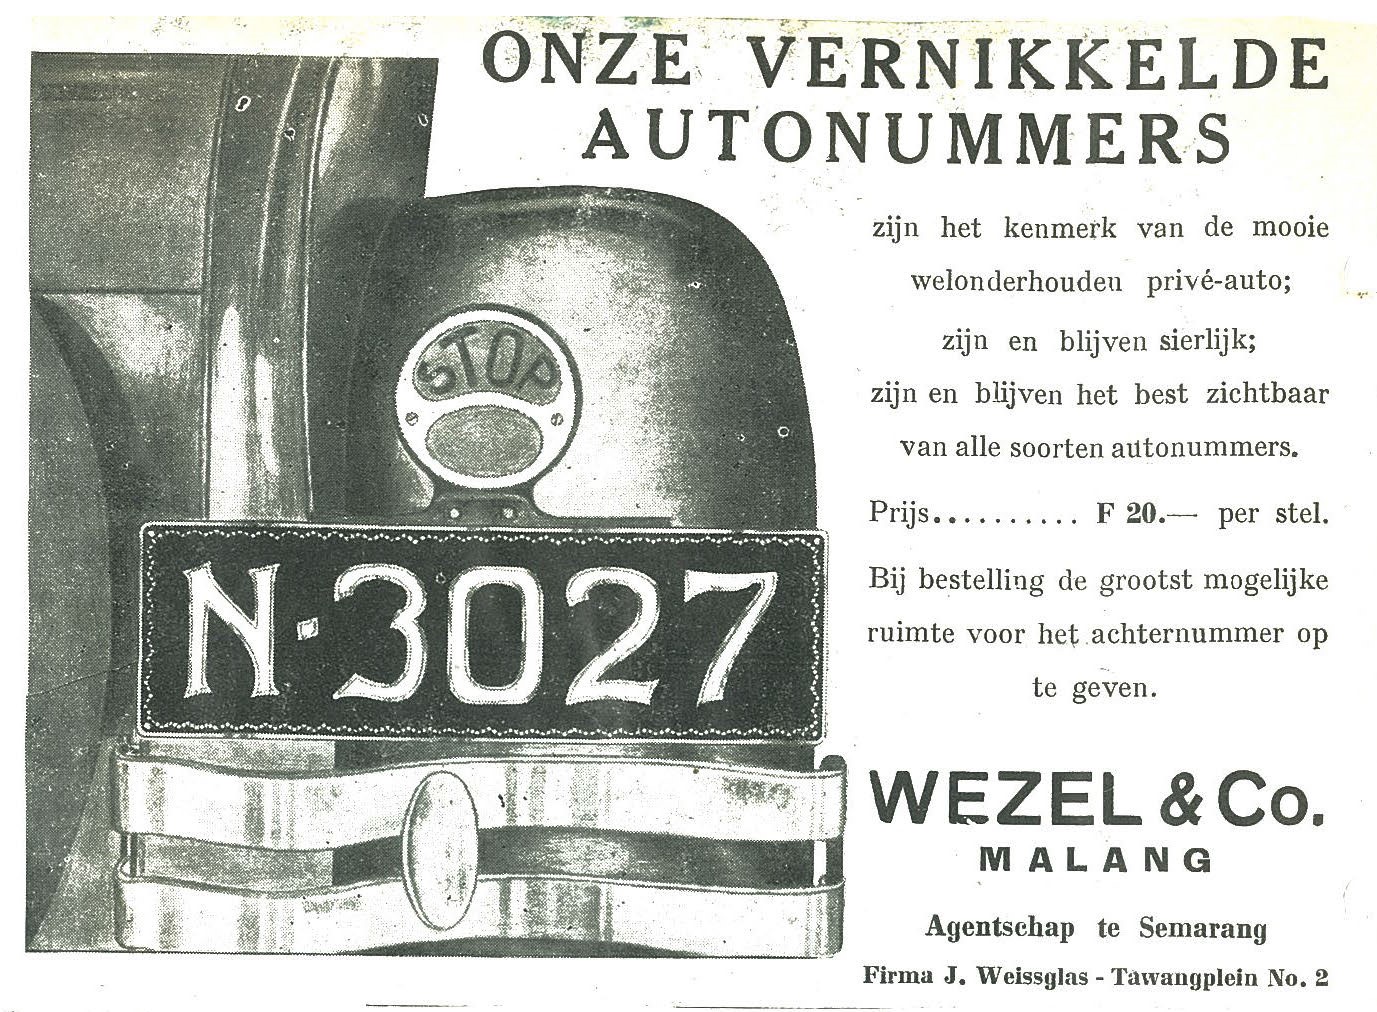 ONZE VERNIKKELDE
AUTONUMMERS
zijn het kenmerk van de mooie
welonderhouden privé-auto;
zijn en blijven sierlijk;
zijn en blijven het best zichtbaar
van alle soorten autonummers.
Prijs.......... F 20.— per stel.
Bij bestelling de grootst mogelijke
ruimte voor het achternummer op
te geven.
STOP
N-3027
WEZEL & Co.
MALANG
Agentschap te Semarang
Firma J. Weissglas - Tawangplein No. 2